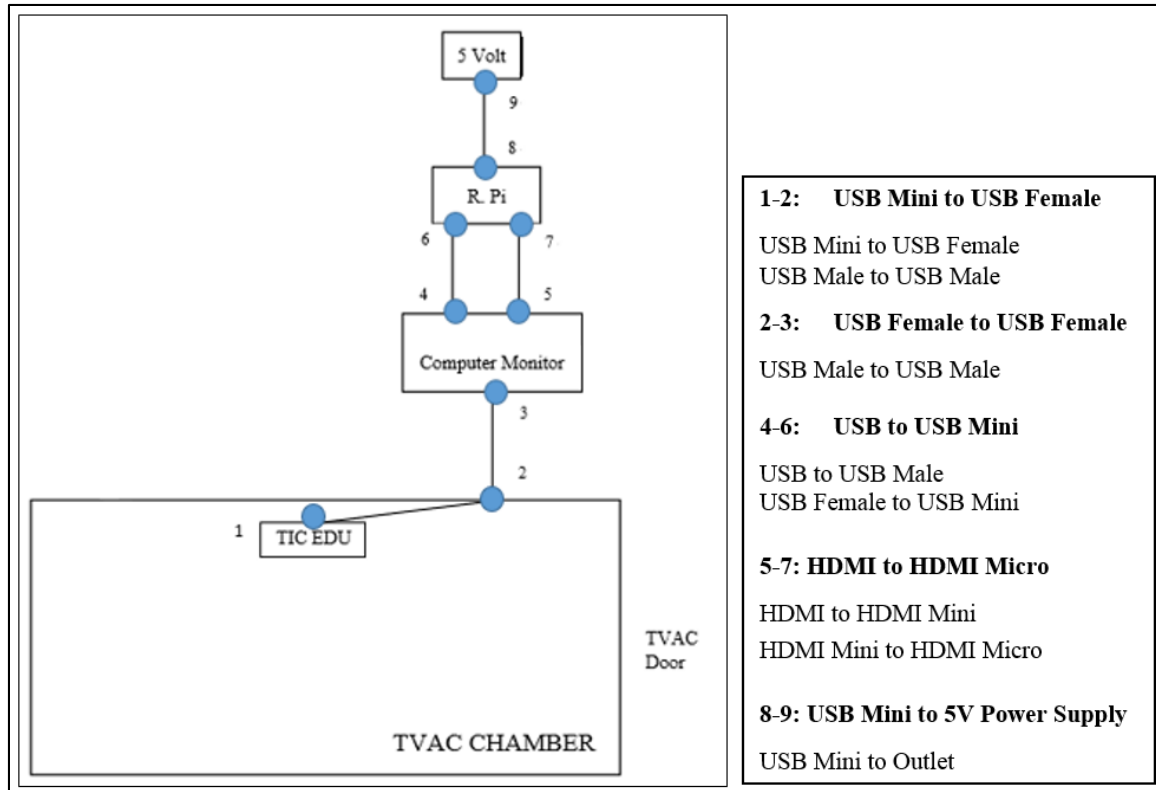 5 Volt
9
8
R. Pi
6
7
4
5
Computer Monitor
3
2
1
TIC EDU
TVAC
Door
TVAC CHAMBER
1-2: USB Mini to USB Female
USB Mini to USB Female
USB Male to USB Male
2-3: USB Female to USB Female
USB Male to USB Male
4-6: USB to USB Mini
USB to USB Male
USB Female to USB Mini
5-7: HDMI to HDMI Micro
HDMI to HDMI Mini
HDMI Mini to HDMI Micro
8-9: USB Mini to 5V Power Supply
USB Mini to Outlet